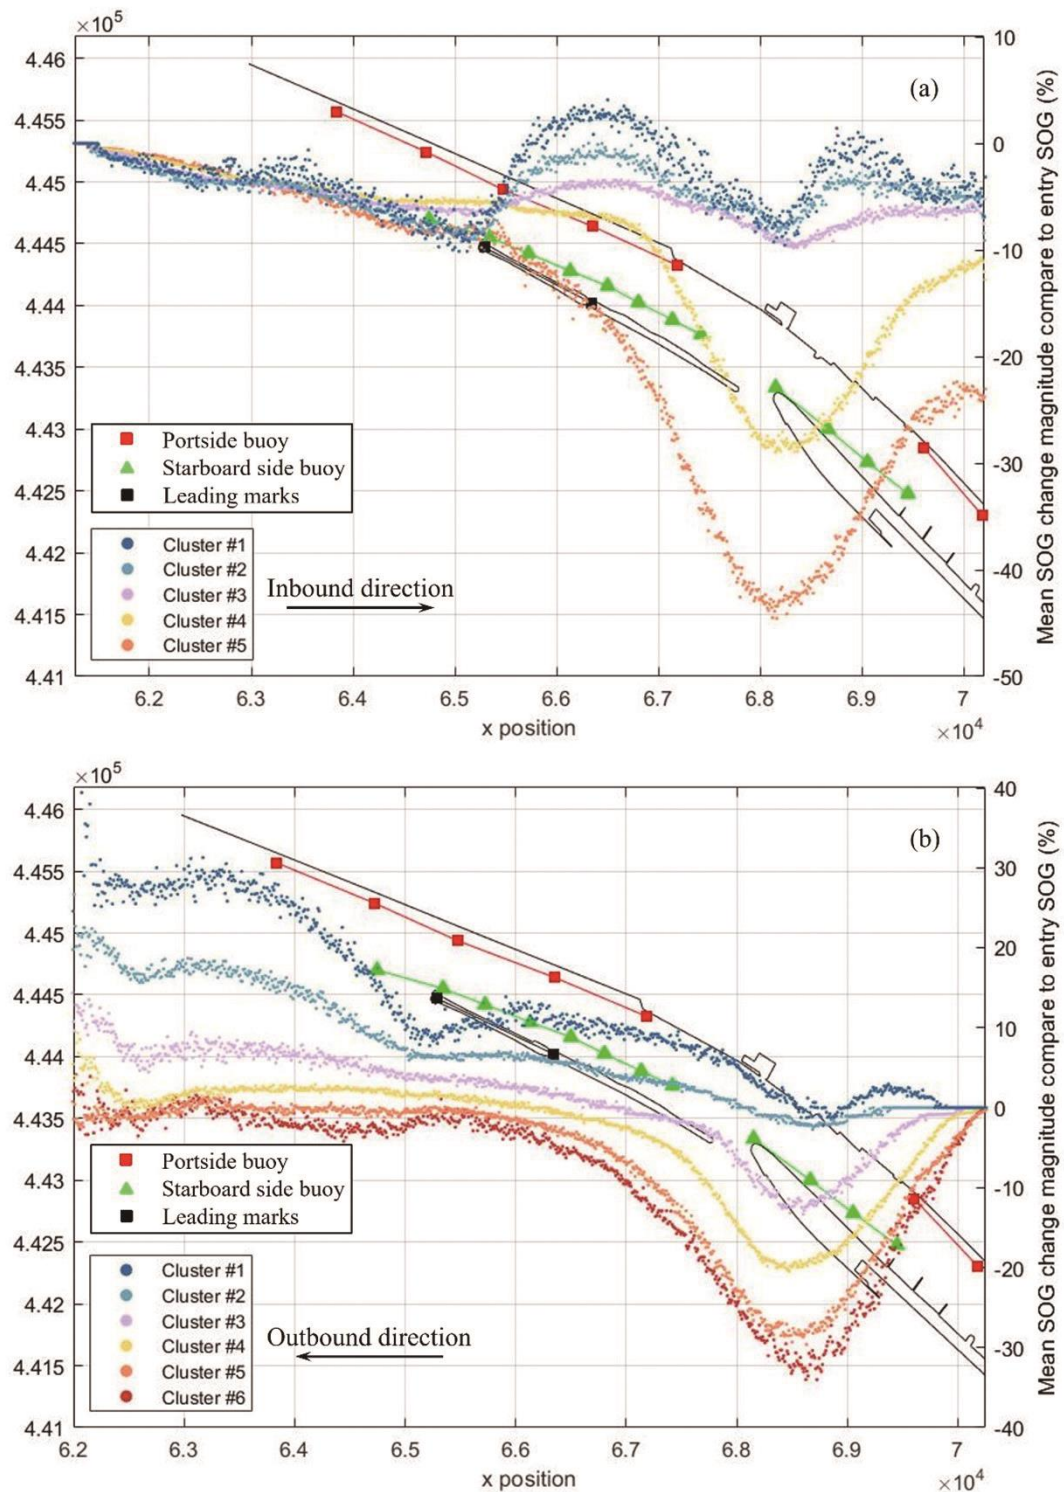 ×10⁵
(a)
4.46
4.455
4.45
4.445
4.44
4.435
4.43
4.425
4.42
4.415
4.41
10
0
-10
-20
-30
-40
-50
Mean SOG change magnitude compare to entry SOG (%)
Portside buoy
Starboard side buoy
Leading marks
Cluster #1
Cluster #2
Cluster #3
Cluster #4
Cluster #5
Inbound direction
6.2 6.3 6.4 6.5 6.6 6.7 6.8 6.9 7
x position
×10⁴
×10⁵
(b)
4.46
4.455
4.45
4.445
4.44
4.435
4.43
4.425
4.42
4.415
4.41
40
30
20
10
0
-10
-20
-30
-40
Mean SOG change magnitude compare to entry SOG (%)
Portside buoy
Starboard side buoy
Leading marks
Cluster #1
Cluster #2
Cluster #3
Cluster #4
Cluster #5
Cluster #6
Outbound direction
6.2 6.3 6.4 6.5 6.6 6.7 6.8 6.9 7
x position
×10⁴